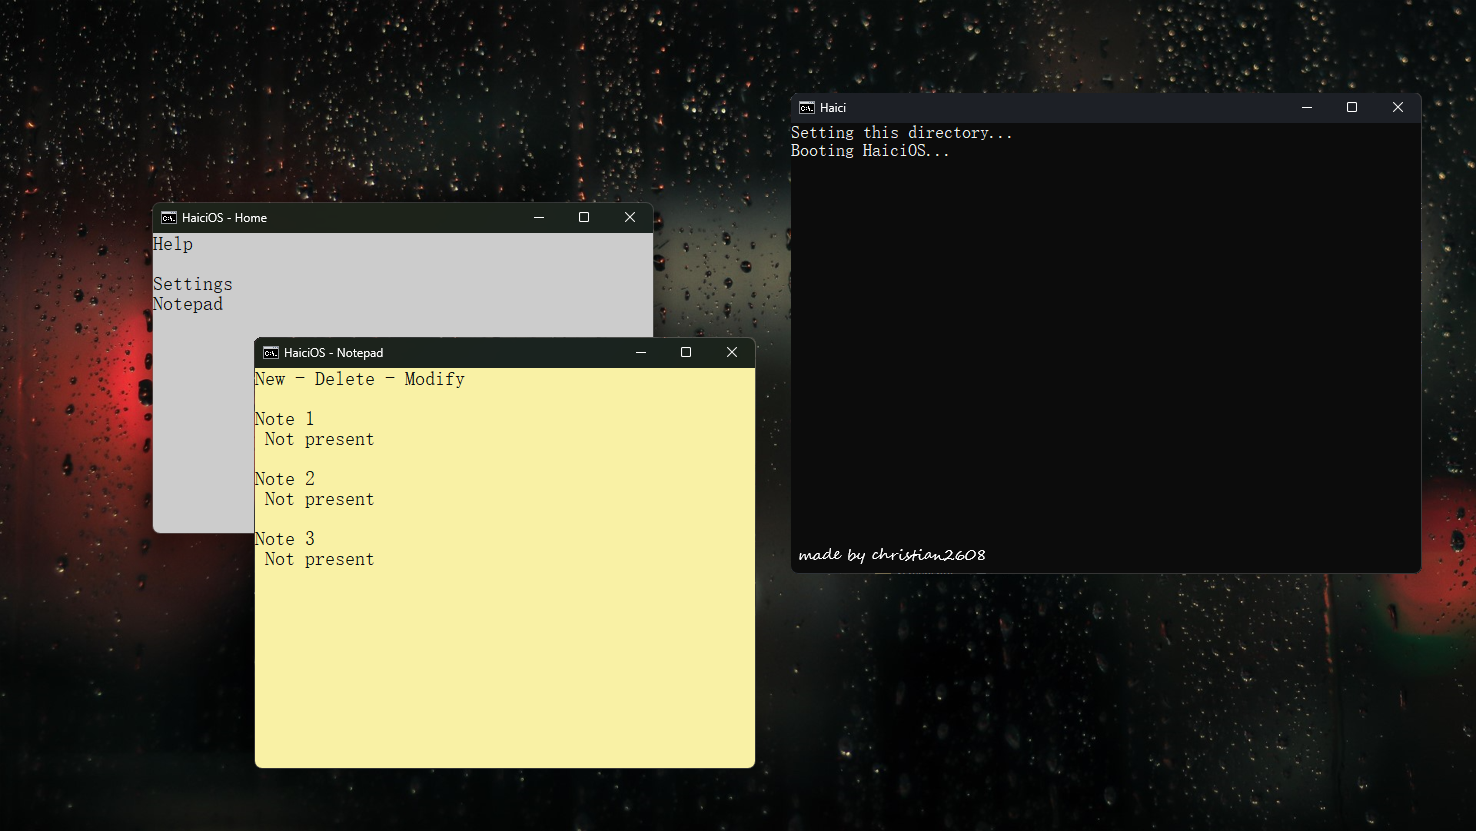 HaiciOS - Home
Help
Settings
Notepad
HaiciOS - Notepad
New - Delete - Modify
Note 1
Not present
Note 2
Not present
Note 3
Not present
Haici
Setting this directory...
Booting HaiciOS...
made by christian2608